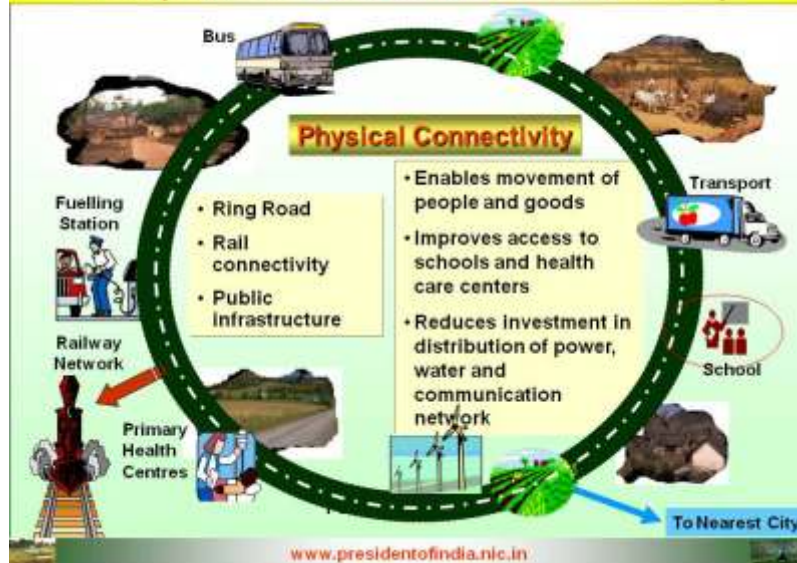 Bus
Physical Connectivity
• Ring Road
• Rail
connectivity
• Public
infrastructure
• Enables movement of
people and goods
• Improves access to
schools and health
care centers
• Reduces investment in
distribution of power,
water and
communication
network
Transport
Fuelling
Station
School
Railway
Network
Primary
Health
Centres
To Nearest City
www.presidentofindia.nic.in